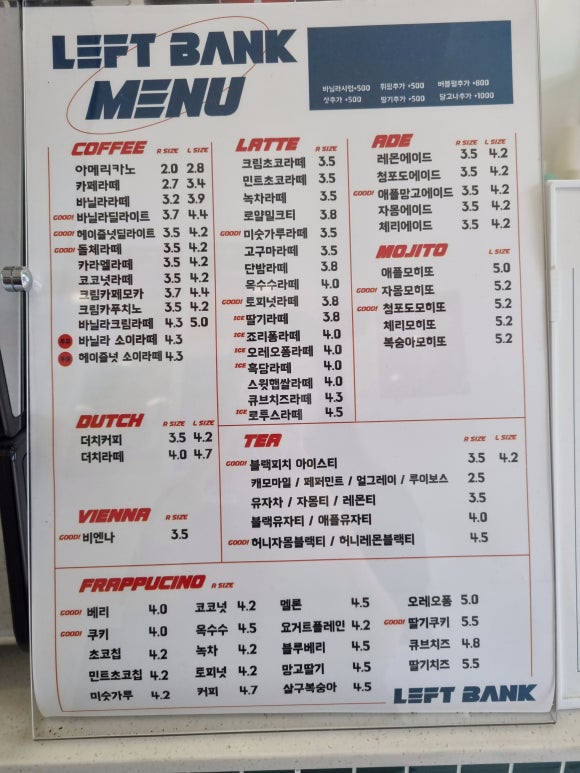 LEFT BANK
MENU
바닐라시럽+500 휘핑추가 +500 버블펄추가 +800
샷추가 +500 딸기추가 +500 달고나추가 +1000
COFFEE R SIZE L SIZE
아메리카노 2.0 2.8
카페라떼 2.7 3.4
바닐라라떼 3.2 3.9
GOOD! 바닐라딜라이트 3.7 4.4
GOOD! 헤이즐넛딜라이트 3.5 4.2
GOOD! 돌체라떼 3.5 4.2
카라멜라떼 3.5 4.2
코코넛라떼 3.5 4.2
크림카페모카 3.7 4.4
크림카푸치노 3.5 4.2
바닐라크림라떼 4.3 5.0
바닐라 소이라떼 4.3
헤이즐넛 소이라떼 4.3
DUTCH R SIZE L SIZE
더치커피 3.5 4.2
더치라떼 4.0 4.7
VIENNA R SIZE
GOOD! 비엔나 3.5
LATTE R SIZE
크림초코라떼 3.5
민트초코라떼 3.5
녹차라떼 3.5
로얄밀크티 3.8
GOOD! 미숫가루라떼 3.5
고구마라떼 3.5
단밤라떼 3.8
옥수수라떼 4.0
GOOD! 토피넛라떼 3.8
ICE 딸기라떼 3.8
ICE 죠리퐁라떼 4.0
ICE 오레오퐁라떼 4.0
ICE 흑당라떼 4.0
스윗햅쌀라떼 4.0
큐브치즈라떼 4.3
ICE 로투스라떼 4.5
ADE R SIZE L SIZE
레몬에이드 3.5 4.2
청포도에이드 3.5 4.2
GOOD! 애플망고에이드 3.5 4.2
자몽에이드 3.5 4.2
체리에이드 3.5 4.2
MOJITO L SIZE
애플모히또 5.0
GOOD! 자몽모히또 5.2
GOOD! 청포도모히또 5.2
체리모히또 5.2
복숭아모히또 5.2
TEA R SIZE L SIZE
GOOD! 블랙피치 아이스티 3.5 4.2
캐모마일 / 페퍼민트 / 얼그레이 / 루이보스 2.5
유자차 / 자몽티 / 레몬티 3.5
블랙유자티 / 애플유자티 4.0
GOOD! 허니자몽블랙티 / 허니레몬블랙티 4.5
FRAPPUCINO R SIZE
GOOD! 베리 4.0 코코넛 4.2 멜론 4.5 오레오퐁 5.0
GOOD! 쿠키 4.0 옥수수 4.5 요거트플레인 4.2 GOOD! 딸기쿠키 5.5
초코칩 4.2 녹차 4.2 블루베리 4.5 큐브치즈 4.8
민트초코칩 4.2 토피넛 4.2 망고딸기 4.5 딸기치즈 5.5
미숫가루 4.2 커피 4.7 살구복숭아 4.5
LEFT BANK